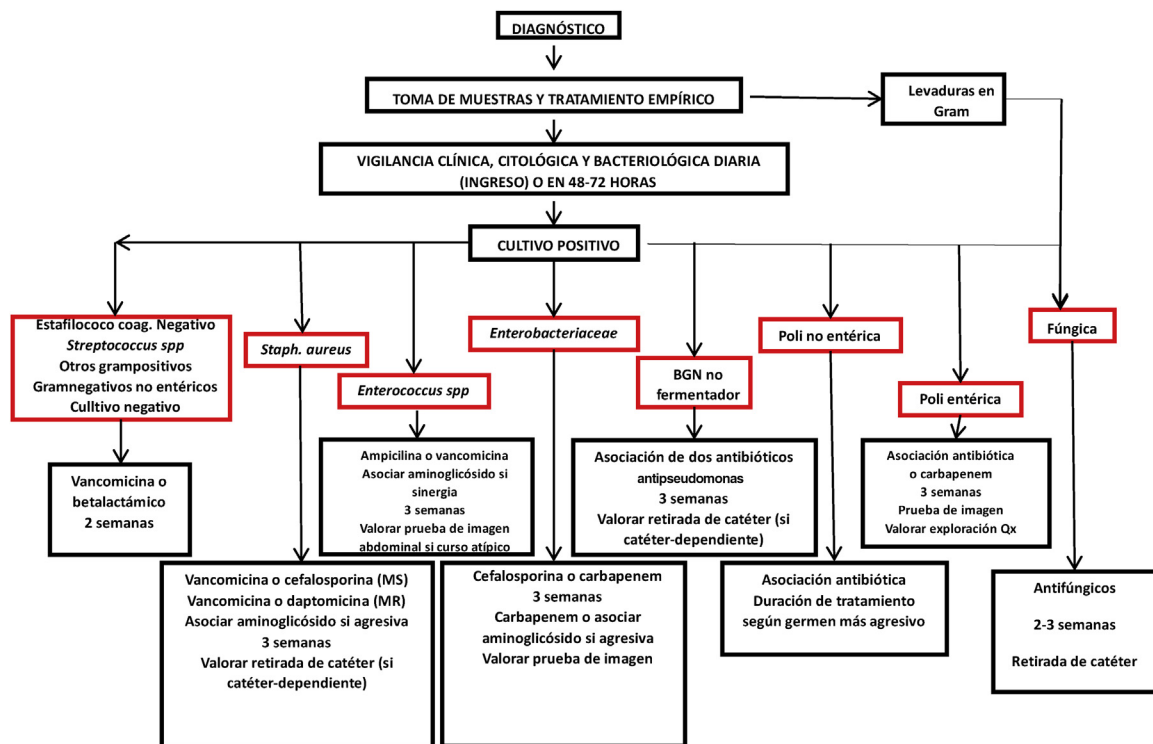 DIAGNÓSTICO
TOMA DE MUESTRAS Y TRATAMIENTO EMPÍRICO
Levaduras en
Gram
VIGILANCIA CLÍNICA, CITOLÓGICA Y BACTERIOLÓGICA DIARIA
(INGRESO) O EN 48-72 HORAS
CULTIVO POSITIVO
Estafilococo coag. Negativo
Streptococcus spp
Otros grampositivos
Gramnegativos no entéricos
Culltivo negativo
Staph. aureus
Enterococcus spp
Enterobacteriaceae
BGN no
fermentador
Poli no entérica
Poli entérica
Fúngica
Vancomicina o
betalactámico
2 semanas
Vancomicina o cefalosporina (MS)
Vancomicina o daptomicina (MR)
Asociar aminoglicósido si agresiva
3 semanas
Valorar retirada de catéter (si
catéter-dependiente)
Ampicilina o vancomicina
Asociar aminoglicósido si
sinergia
3 semanas
Valorar prueba de imagen
abdominal si curso atípico
Cefalosporina o carbapenem
3 semanas
Carbapenem o asociar
aminoglicósido si agresiva
Valorar prueba de imagen
Asociación de dos antibióticos
antipseudomonas
3 semanas
Valorar retirada de catéter (si
catéter-dependiente)
Asociación antibiótica
Duración de tratamiento
según germen más agresivo
Asociación antibiótica
o carbapenem
3 semanas
Prueba de imagen
Valorar exploración Qx
Antifúngicos
2-3 semanas
Retirada de catéter